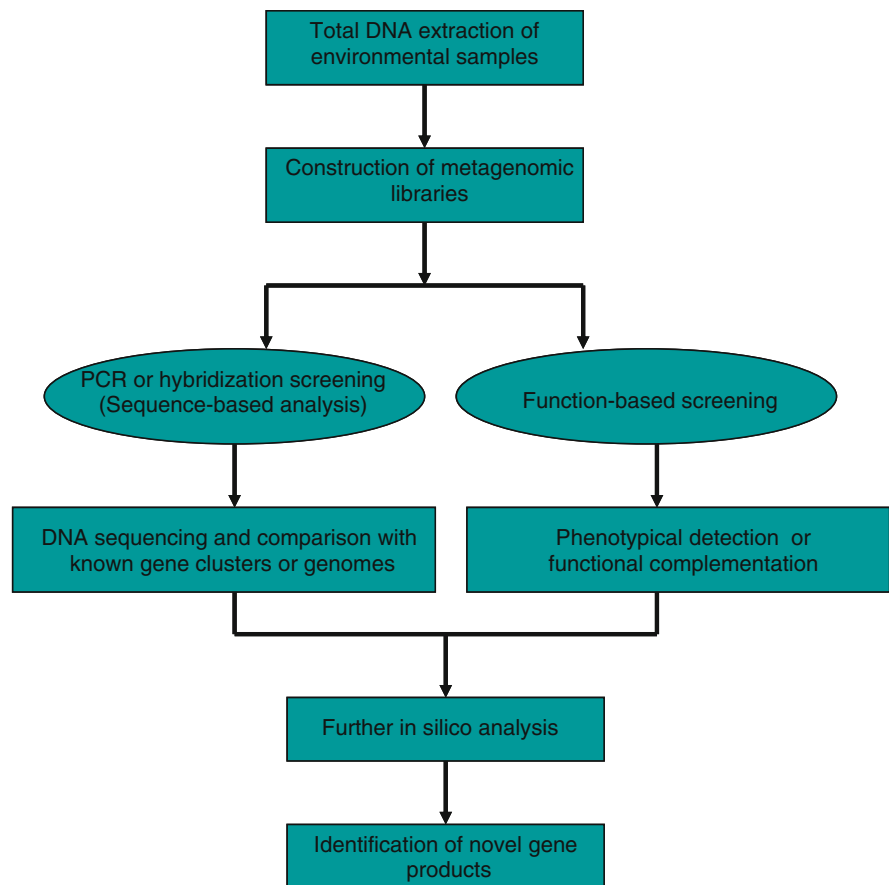 Total DNA extraction of
environmental samples
Construction of metagenomic
libraries
PCR or hybridization screening
(Sequence-based analysis)
Function-based screening
DNA sequencing and comparison with
known gene clusters or genomes
Phenotypical detection or
functional complementation
Further in silico analysis
Identification of novel gene
products